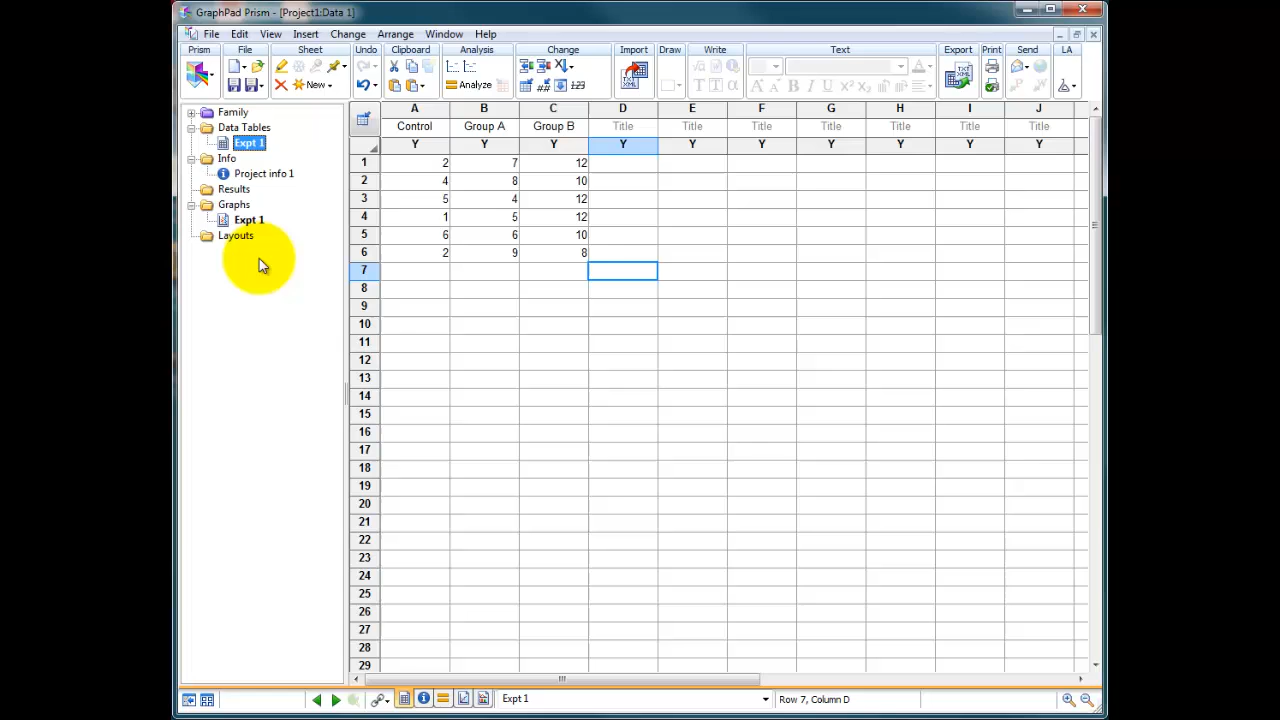 GraphPad Prism - [Project1:Data 1]
File Edit View Insert Change Arrange Window Help
Prism File Sheet Undo Clipboard Analysis Change Import Draw Write Text Export Print Send LA
New Analyze 123
Family
Data Tables
Expt 1
Info
Project info 1
Results
Graphs
Expt 1
Layouts
A B C D E F G H I J
Control Group A Group B Title Title Title Title Title Title Title
Y Y Y Y Y Y Y Y Y Y
1 2 7 12
2 4 8 10
3 5 4 12
4 1 5 12
5 6 6 10
6 2 9 8
7
8
9
10
11
12
13
14
15
16
17
18
19
20
21
22
23
24
25
26
27
28
29
Expt 1 Row 7, Column D